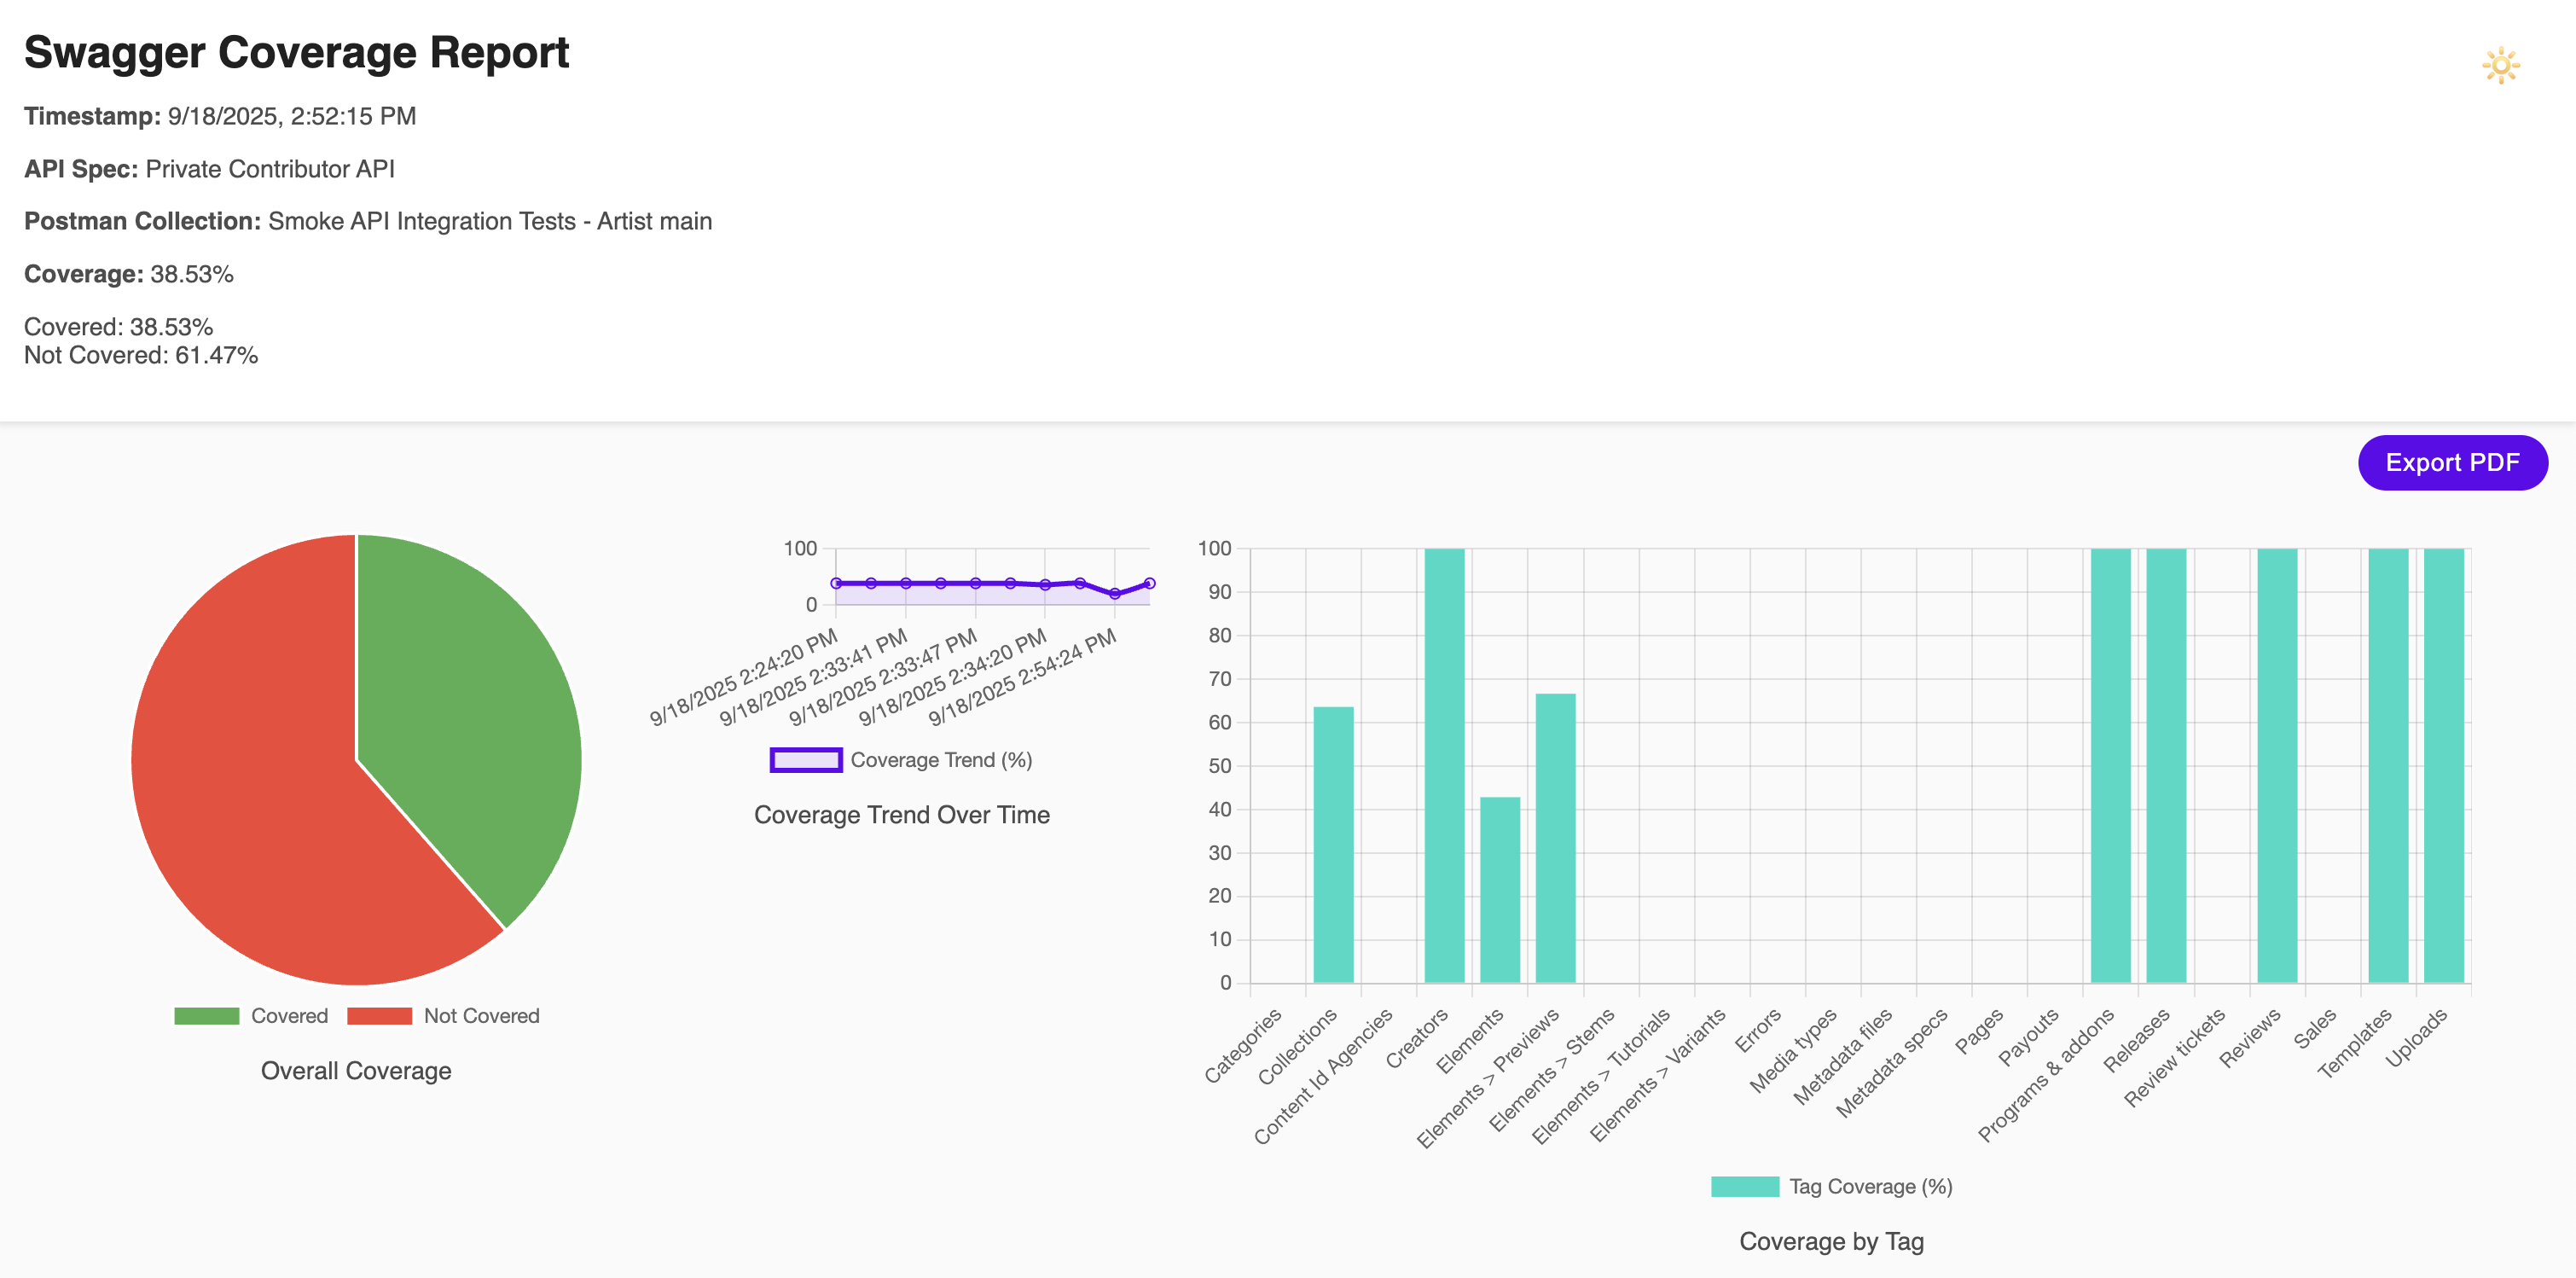 Swagger Coverage Report
Timestamp: 9/18/2025, 2:52:15 PM
API Spec: Private Contributor API
Postman Collection: Smoke API Integration Tests - Artist main
Coverage: 38.53%
Covered: 38.53%
Not Covered: 61.47%
Export PDF
Covered
Not Covered
Overall Coverage
100
0
9/18/2025 2:24:20 PM
9/18/2025 2:33:41 PM
9/18/2025 2:33:47 PM
9/18/2025 2:34:20 PM
9/18/2025 2:54:24 PM
Coverage Trend (%)
Coverage Trend Over Time
100
90
80
70
60
50
40
30
20
10
0
Categories
Collections
Content Id Agencies
Creators
Elements
Elements > Previews
Elements > Stems
Elements > Tutorials
Elements > Variants
Errors
Media types
Metadata files
Metadata specs
Pages
Payouts
Programs & addons
Releases
Review tickets
Reviews
Sales
Templates
Uploads
Tag Coverage (%)
Coverage by Tag